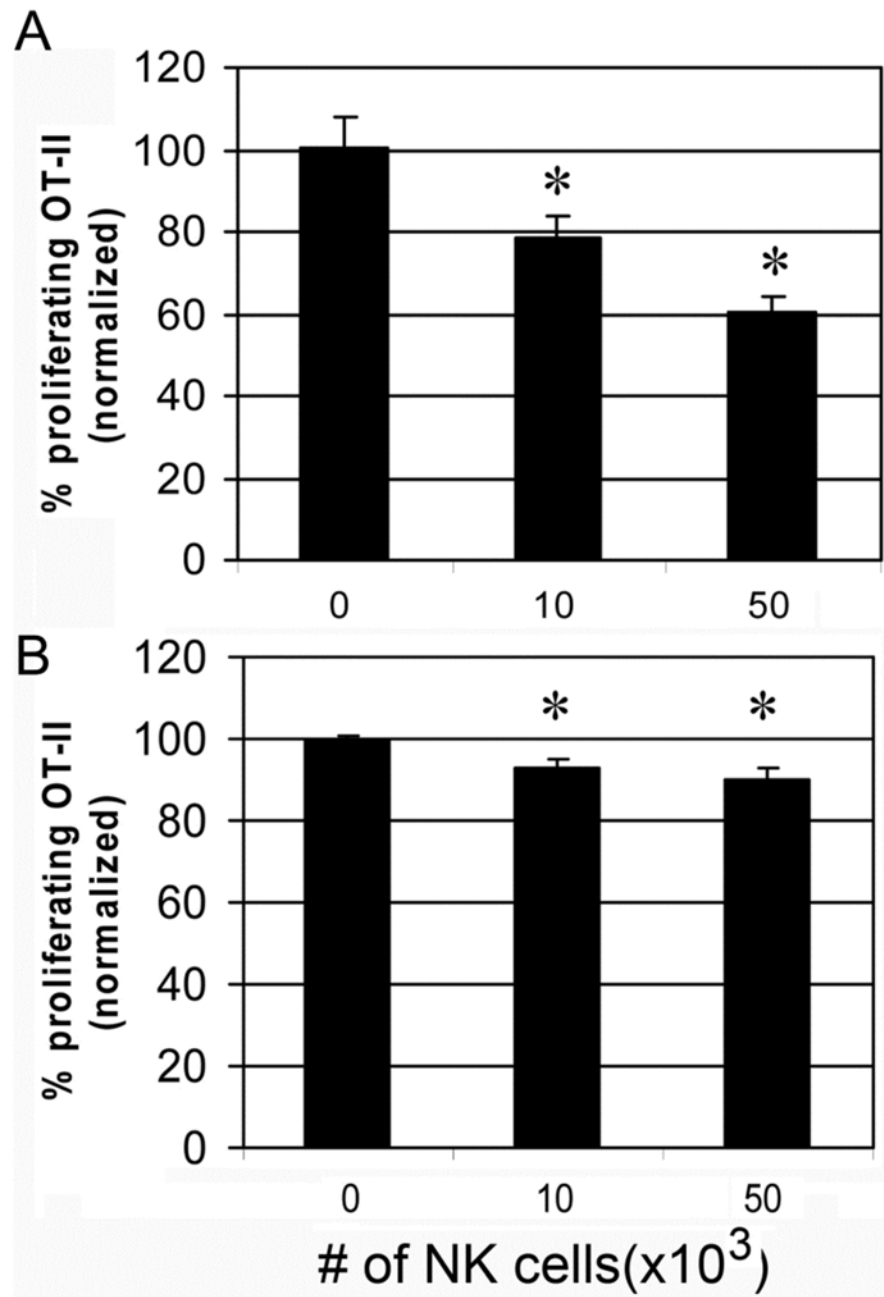 A
120
100
80
60
40
20
0
% proliferating OT-II
(normalized)
*
*
0 10 50
B
120
100
80
60
40
20
0
% proliferating OT-II
(normalized)
*
*
0 10 50
# of NK cells(x10³)